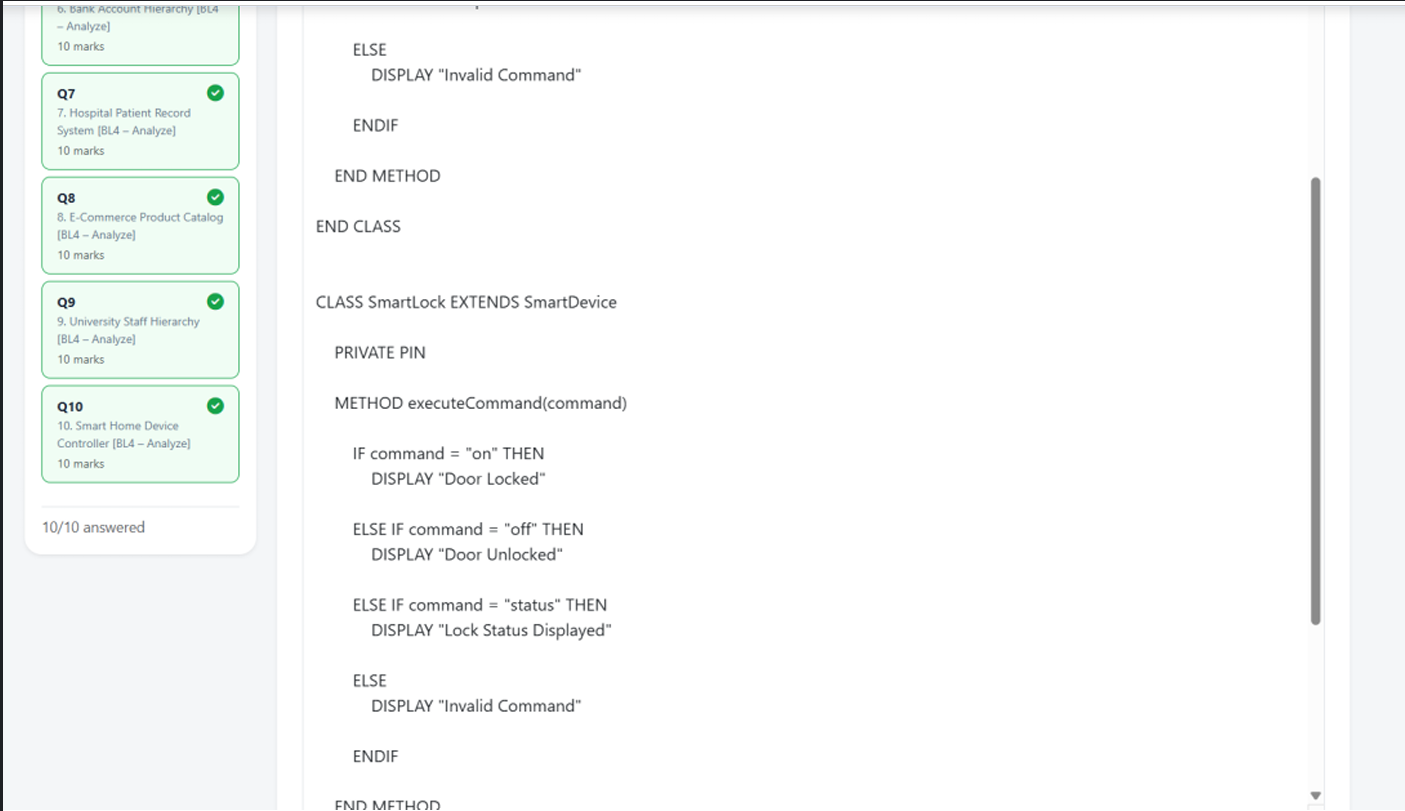 6. Bank Account Hierarchy [BL4
– Analyze]
10 marks
Q7
7. Hospital Patient Record
System [BL4 – Analyze]
10 marks
Q8
8. E-Commerce Product Catalog
[BL4 – Analyze]
10 marks
Q9
9. University Staff Hierarchy
[BL4 – Analyze]
10 marks
Q10
10. Smart Home Device
Controller [BL4 – Analyze]
10 marks
10/10 answered
ELSE
DISPLAY "Invalid Command"
ENDIF
END METHOD
END CLASS
CLASS SmartLock EXTENDS SmartDevice
PRIVATE PIN
METHOD executeCommand(command)
IF command = "on" THEN
DISPLAY "Door Locked"
ELSE IF command = "off" THEN
DISPLAY "Door Unlocked"
ELSE IF command = "status" THEN
DISPLAY "Lock Status Displayed"
ELSE
DISPLAY "Invalid Command"
ENDIF
END METHOD